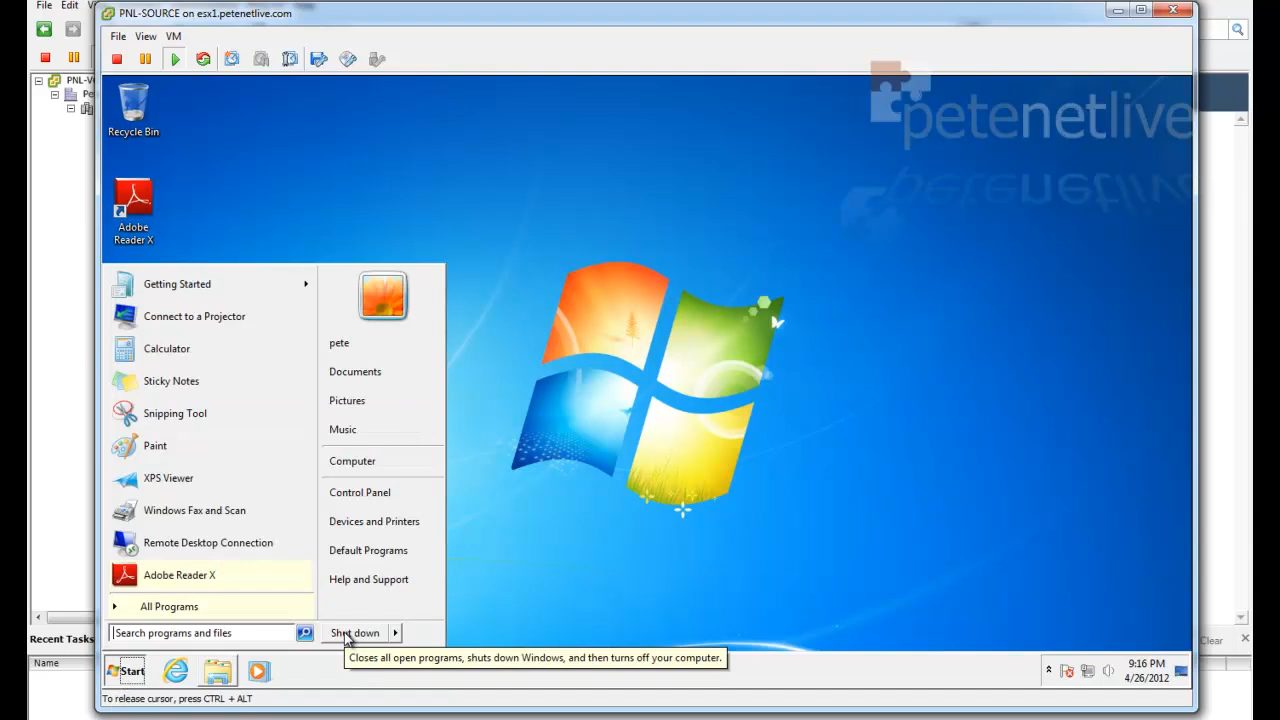 File Edit
PNL-SOURCE on esx1.petenetlive.com
File View VM
PNL-V
Pe
petenetlive
Recycle Bin
Adobe
Reader X
Getting Started
Connect to a Projector
Calculator
Sticky Notes
Snipping Tool
Paint
XPS Viewer
Windows Fax and Scan
Remote Desktop Connection
Adobe Reader X
All Programs
Search programs and files
pete
Documents
Pictures
Music
Computer
Control Panel
Devices and Printers
Default Programs
Help and Support
Shut down
Closes all open programs, shuts down Windows, and then turns off your computer.
Recent Tasks
Clear
Name
Start
9:16 PM
4/26/2012
To release cursor, press CTRL + ALT